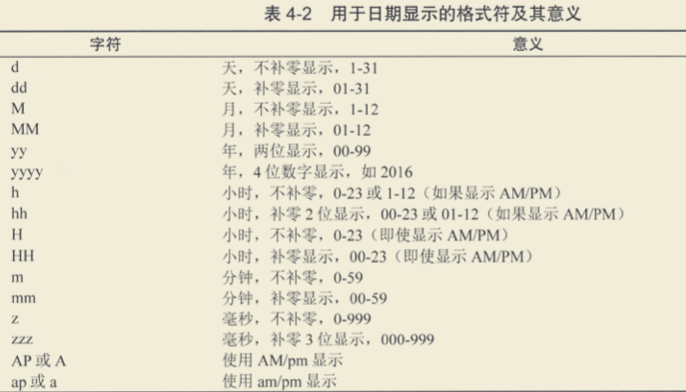 表 4-2 用于日期显示的格式符及其意义
字符 意义
d 天，不补零显示，1-31
dd 天，补零显示，01-31
M 月，不补零显示，1-12
MM 月，补零显示，01-12
yy 年，两位显示，00-99
yyyy 年，4 位数字显示，如 2016
h 小时，不补零，0-23 或 1-12（如果显示 AM/PM）
hh 小时，补零 2 位显示，00-23 或 01-12（如果显示 AM/PM）
H 小时，不补零，0-23（即使显示 AM/PM）
HH 小时，补零显示，00-23（即使显示 AM/PM）
m 分钟，不补零，0-59
mm 分钟，补零显示，00-59
z 毫秒，不补零，0-999
zzz 毫秒，补零 3 位显示，000-999
AP 或 A 使用 AM/pm 显示
ap 或 a 使用 am/pm 显示